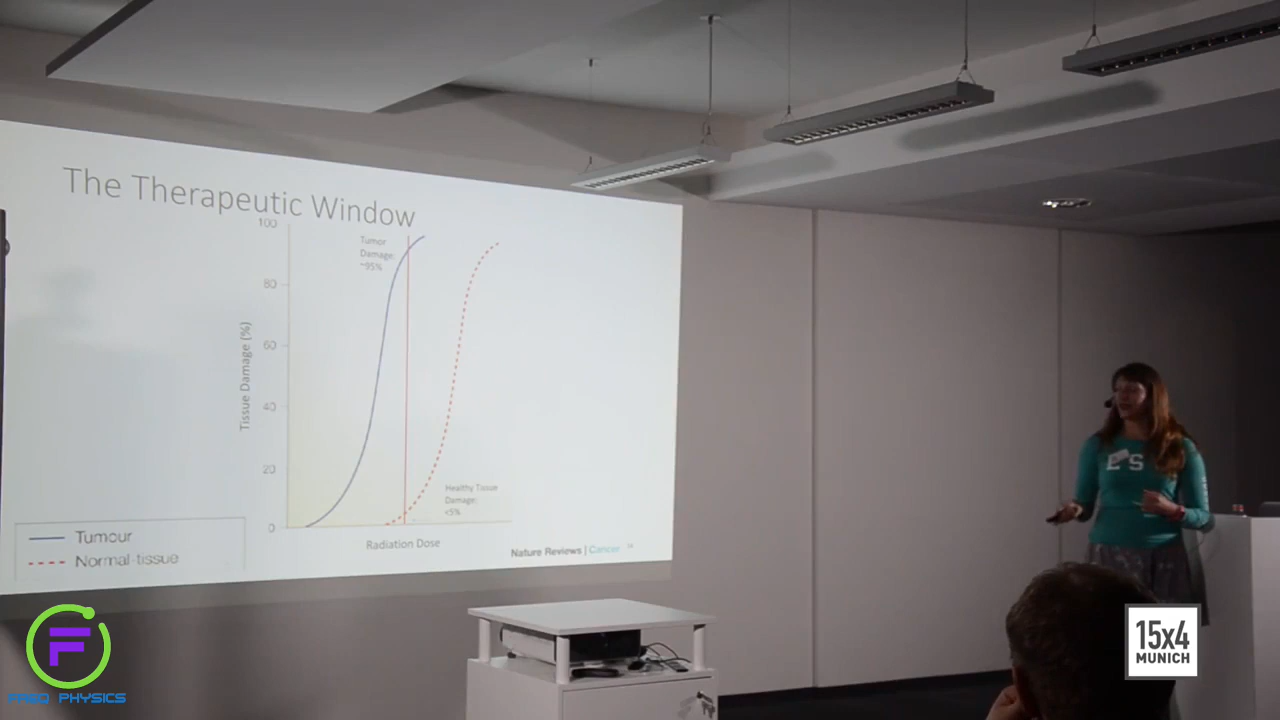 The Therapeutic Window
100
80
60
40
20
0
Tissue Damage (%)
Tumor
Damage:
~95%
Healthy Tissue
Damage:
<5%
Radiation Dose
Tumour
Normal-tissue
Nature Reviews | Cancer
15x4
MUNICH
F
PHYSICS